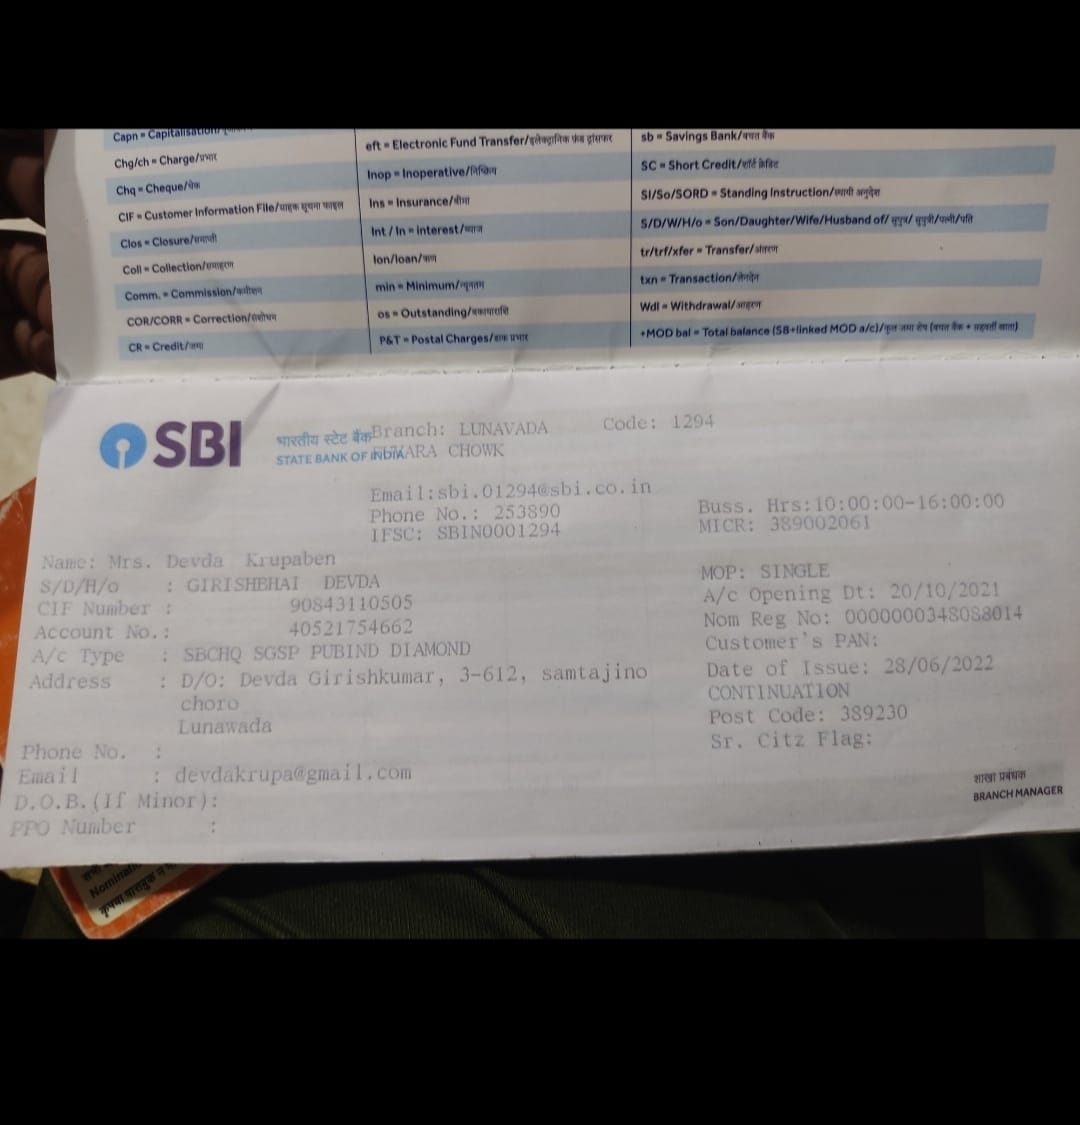 Capn = Capitalisation/
eft = Electronic Fund Transfer/इलेक्ट्रानिक फंड ट्रांसफर
sb = Savings Bank/बचत बैंक
Chg/ch = Charge/प्रभार
Inop = Inoperative/निष्क्रिय
SC = Short Credit/शॉर्ट क्रेडिट
Chq = Cheque/चेक
Ins = Insurance/बीमा
SI/So/SORD = Standing Instruction/स्थायी अनुदेश
CIF = Customer Information File/ग्राहक सूचना फाइल
Int / In = interest/ब्याज
S/D/W/H/o = Son/Daughter/Wife/Husband of/ सुपुत्र/ सुपुत्री/पत्नी/पति
Clos = Closure/समाप्ती
lon/loan/ऋण
tr/trf/xfer = Transfer/अंतरण
Coll = Collection/समाहरण
min = Minimum/न्यूनतम
txn = Transaction/लेनदेन
Comm. = Commission/कमीशन
os = Outstanding/बकायाराशि
Wdl = Withdrawal/आहरण
COR/CORR = Correction/संशोधन
P&T = Postal Charges/डाक प्रभार
+MOD bal = Total balance (SB+linked MOD a/c)/कुल जमा शेष (बचत बैंक + सहवर्ती खाता)
CR = Credit/जमा
SBI भारतीय स्टेट बैंक Branch: LUNAVADA Code: 1294
STATE BANK OF INDIA CHOWK
Email:sbi.01294@sbi.co.in
Phone No.: 253890
Buss. Hrs:10:00:00-16:00:00
IFSC: SBIN0001294
MICR: 389002061
Name: Mrs. Devda Krupaben
MOP: SINGLE
S/D/H/o : GIRISHBHAI DEVDA
A/c Opening Dt: 20/10/2021
CIF Number : 90843110505
Nom Reg No: 0000000348088014
Account No.: 40521754662
Customer's PAN:
A/c Type : SBCHQ SGSP PUBIND DIAMOND
Date of Issue: 28/06/2022
Address : D/O: Devda Girishkumar, 3-612, samtajino
CONTINUATION
choro
Post Code: 389230
Lunawada
Sr. Citz Flag:
Phone No. :
Email : devdakrupa@gmail.com
D.O.B.(If Minor):
शाखा प्रबंधक
BRANCH MANAGER
PPO Number :